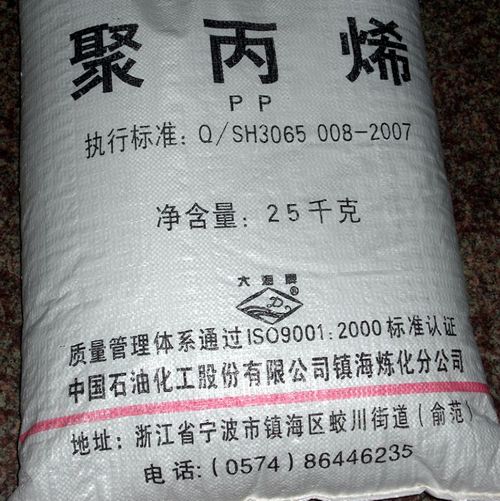 聚丙烯
PP
执行标准：Q/SH3065 008-2007
净含量：25千克
大海牌®
质量管理体系通过ISO9001:2000标准认证
中国石油化工股份有限公司镇海炼化分公司
地址：浙江省宁波市镇海区蛟川街道（俞范）
电话：（0574）86446235